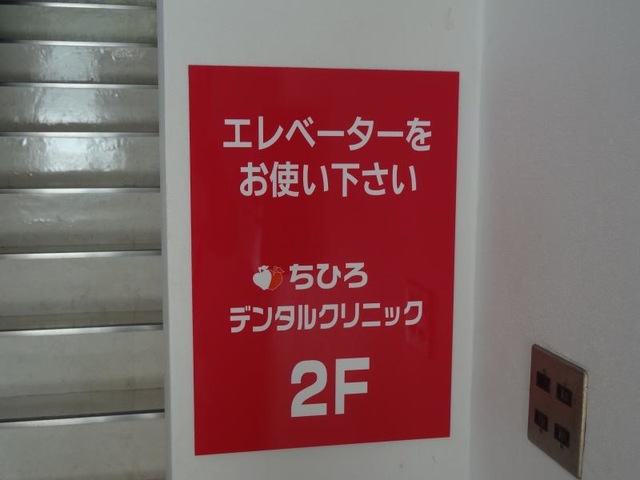 エレベーターを
お使い下さい
ちひろ
デンタルクリニック
2F